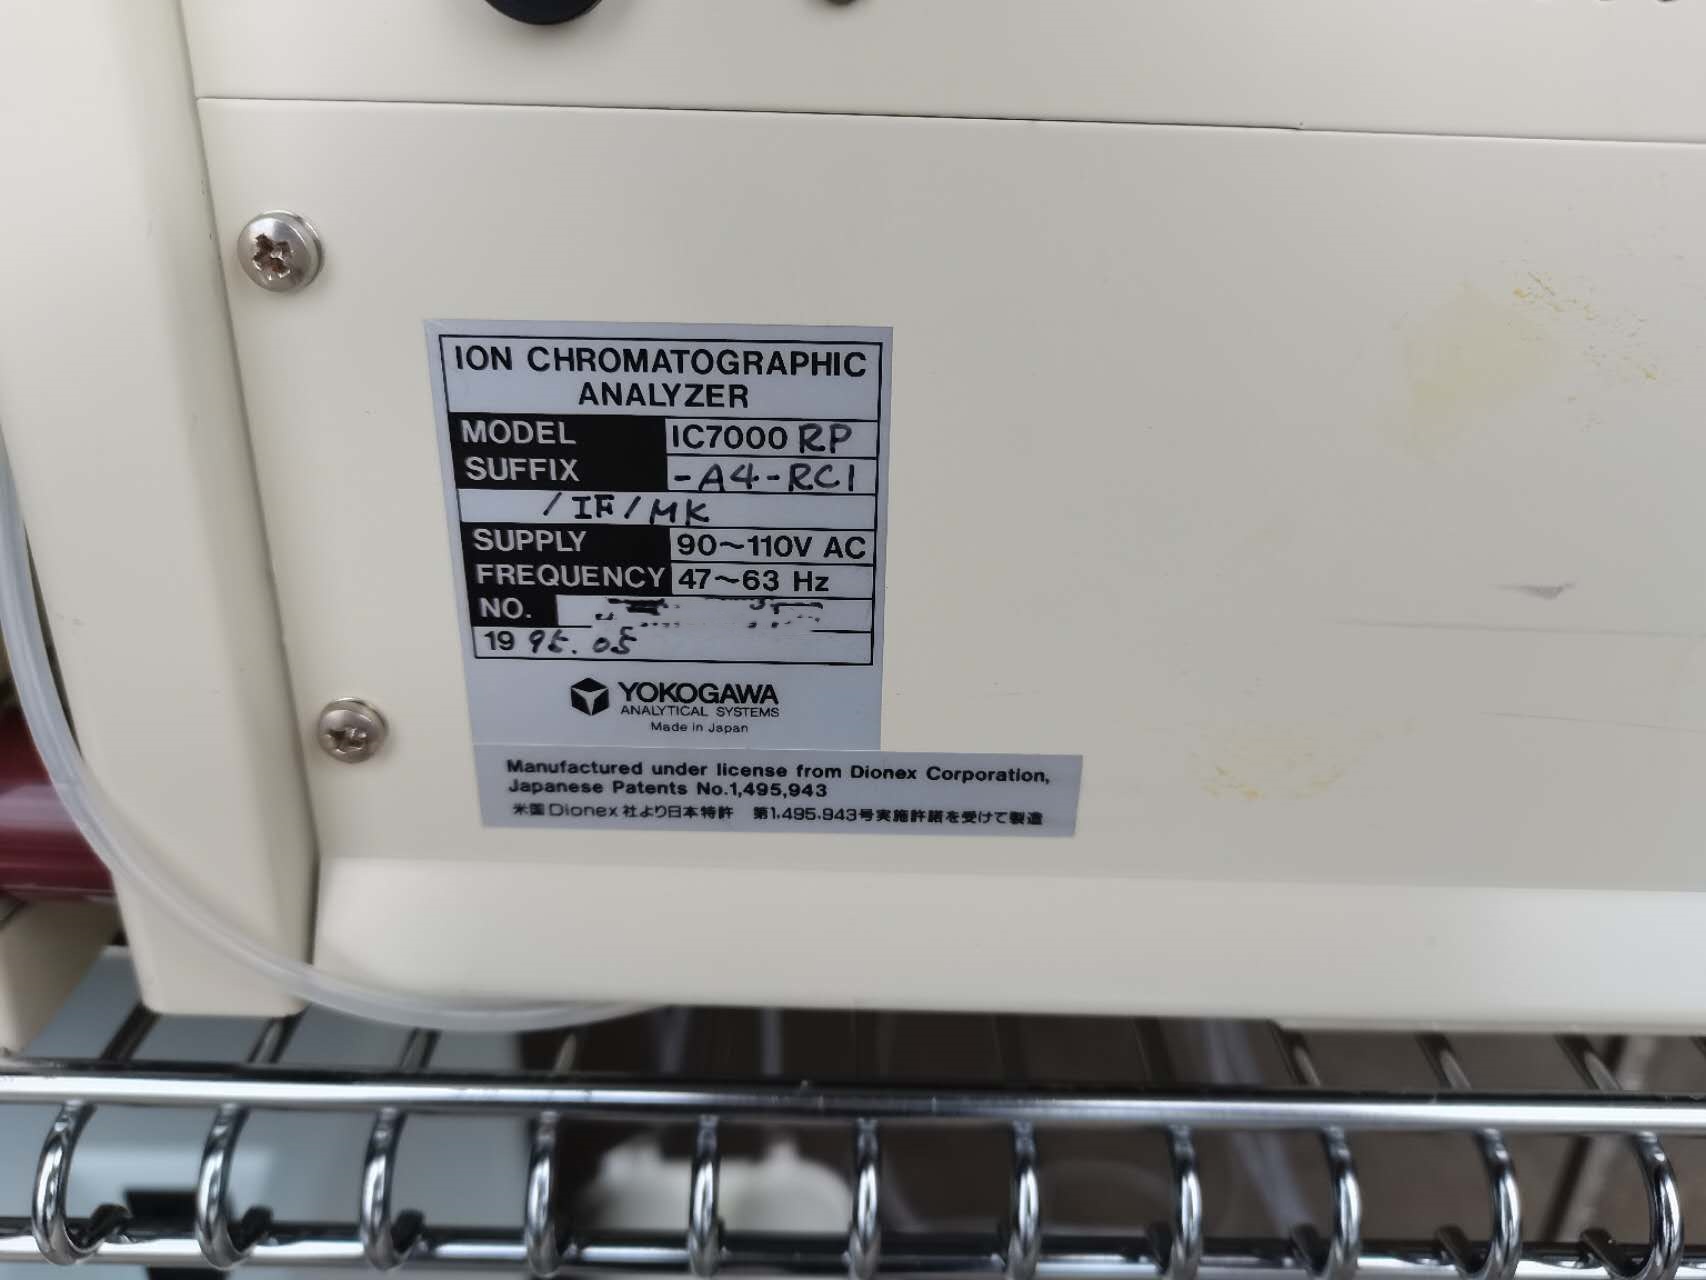 ION CHROMATOGRAPHIC
ANALYZER
MODEL IC7000 RP
SUFFIX -A4-RC1
/IF/MK
SUPPLY 90~110V AC
FREQUENCY 47~63 Hz
NO.
1995.05
YOKOGAWA
ANALYTICAL SYSTEMS
Made in Japan
Manufactured under license from Dionex Corporation,
Japanese Patents No.1,495,943
米国Dionex社より日本特許 第1,495,943号実施許諾を受けて製造